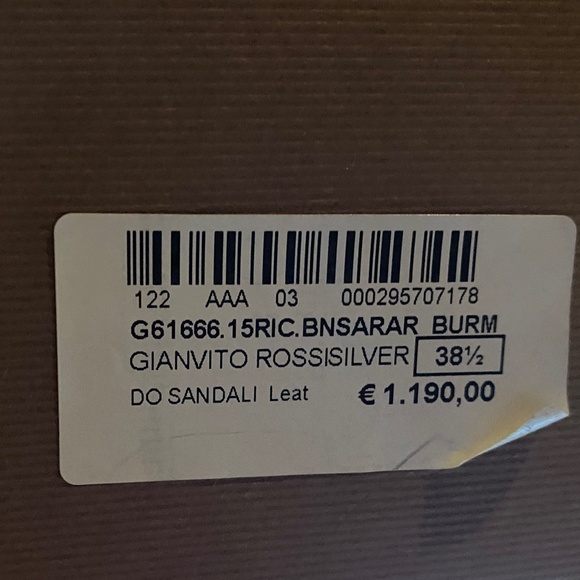 122 AAA 03 000295707178
G61666.15RIC.BNSARAR BURM
GIANVITO ROSSISILVER 38½
DO SANDALI Leat € 1.190,00